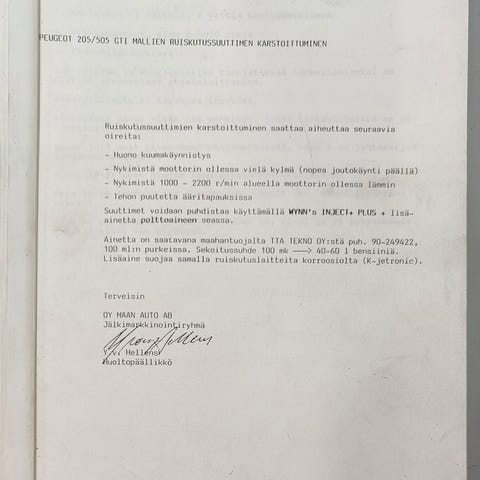 PEUGEOT 205/505 GTI MALLIEN RUISKUTUSSUUTTIMEN KARSTOITTUMINEN
Ruiskutussuuttimien karstoittuminen saattaa aiheuttaa seuraavia
oireita:
- Huono kuumakäynnistys
- Nykimistä moottorin ollessa vielä kylmä (nopea joutokäynti päällä)
- Nykimistä 1000 - 2200 r/min alueella moottorin ollessa lämmin
- Tehon puutetta ääritapauksissa
Suuttimet voidaan puhdistaa käyttämällä WYNN's INJECT+ PLUS + lisä-
ainetta polttoaineen seassa.
Ainetta on saatavana maahantuojalta TTA TEKNO OY:stä puh. 90-249422,
100 ml:n purkeissa. Sekoitussuhde 100 mk ---> 40-60 l bensiiniä.
Lisäaine suojaa samalla ruiskutuslaitteita korroosiolta (K-jetronic).
Terveisin
OY MAAN AUTO AB
Jälkimarkkinointiryhmä
Y.v. Hellens
Huoltopäällikkö